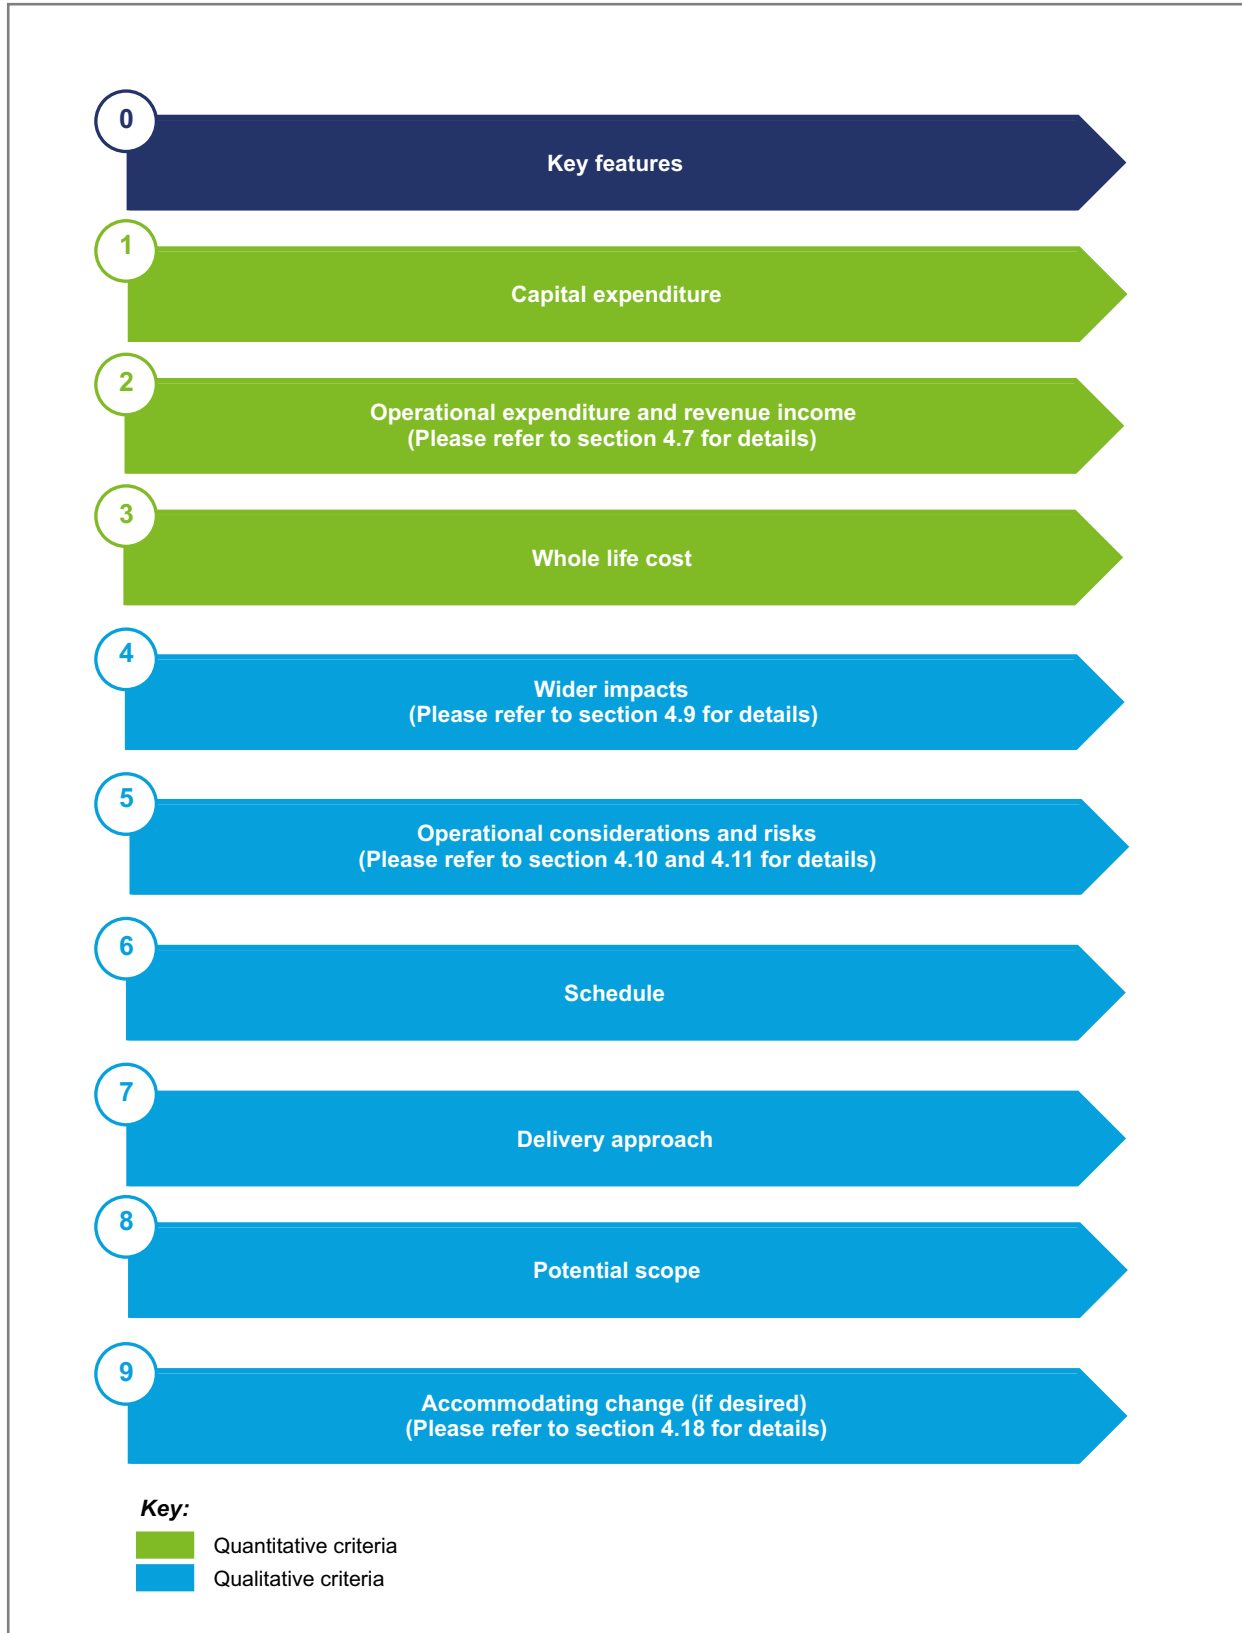 0
Key features
1
Capital expenditure
2
Operational expenditure and revenue income
(Please refer to section 4.7 for details)
3
Whole life cost
4
Wider impacts
(Please refer to section 4.9 for details)
5
Operational considerations and risks
(Please refer to section 4.10 and 4.11 for details)
6
Schedule
7
Delivery approach
8
Potential scope
9
Accommodating change (if desired)
(Please refer to section 4.18 for details)
Key:
Quantitative criteria
Qualitative criteria